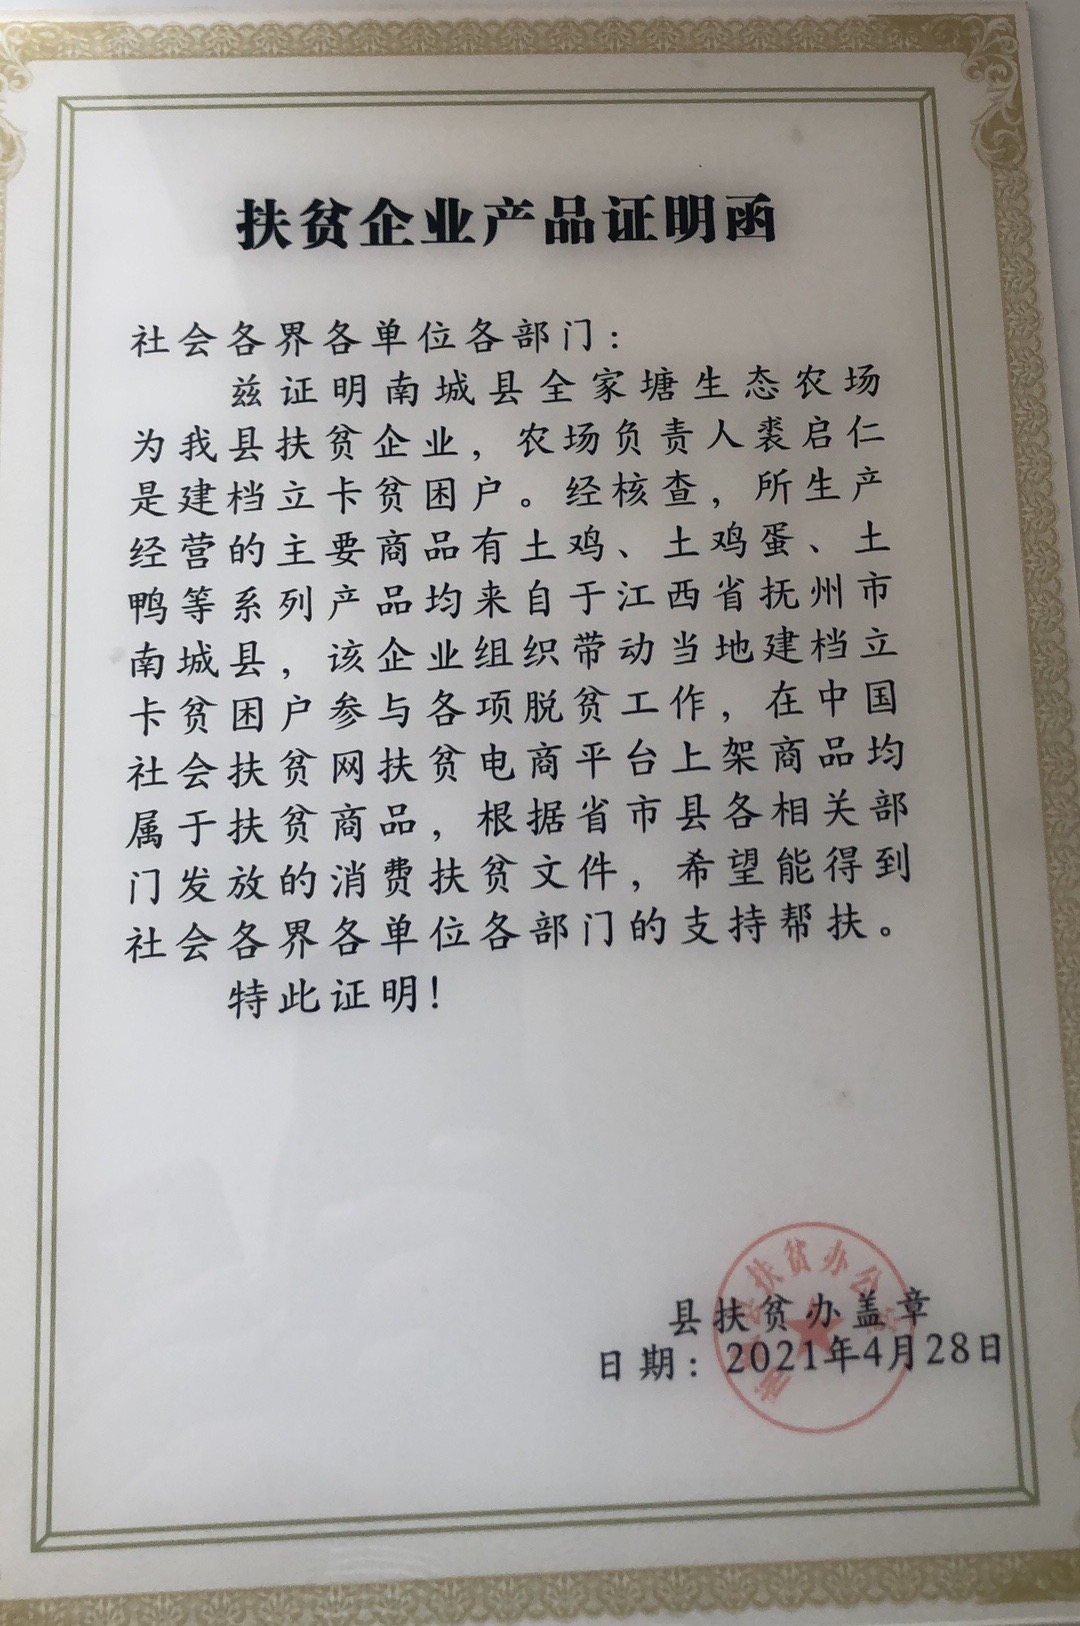 扶贫企业产品证明函
社会各界各单位各部门：
兹证明南城县全家塘生态农场
为我县扶贫企业，农场负责人裘启仁
是建档立卡贫困户。经核查，所生产
经营的主要商品有土鸡、土鸡蛋、土
鸭等系列产品均来自于江西省抚州市
南城县，该企业组织带动当地建档立
卡贫困户参与各项脱贫工作，在中国
社会扶贫网扶贫电商平台上架商品均
属于扶贫商品，根据省市县各相关部
门发放的消费扶贫文件，希望能得到
社会各界各单位各部门的支持帮扶。
特此证明！
县扶贫办盖章
日期：2021年4月28日
扶贫办公